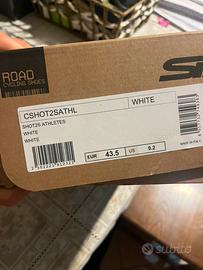 ROAD
CYCLING SHOES
CSHOT2SATHL
WHITE
SHOT2S ATHLETES
WHITE
WHITE
EUR 43.5 US 9.2
subito